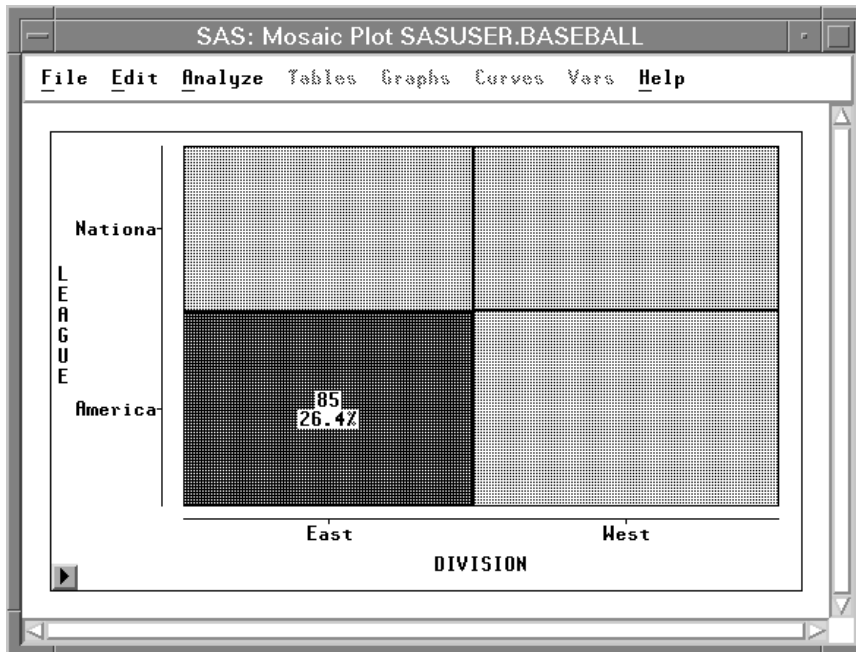 SAS: Mosaic Plot SASUSER.BASEBALL
File Edit Analyze Tables Graphs Curves Vars Help
Nationa
LEAGUE
America
85
26.4%
East West
DIVISION